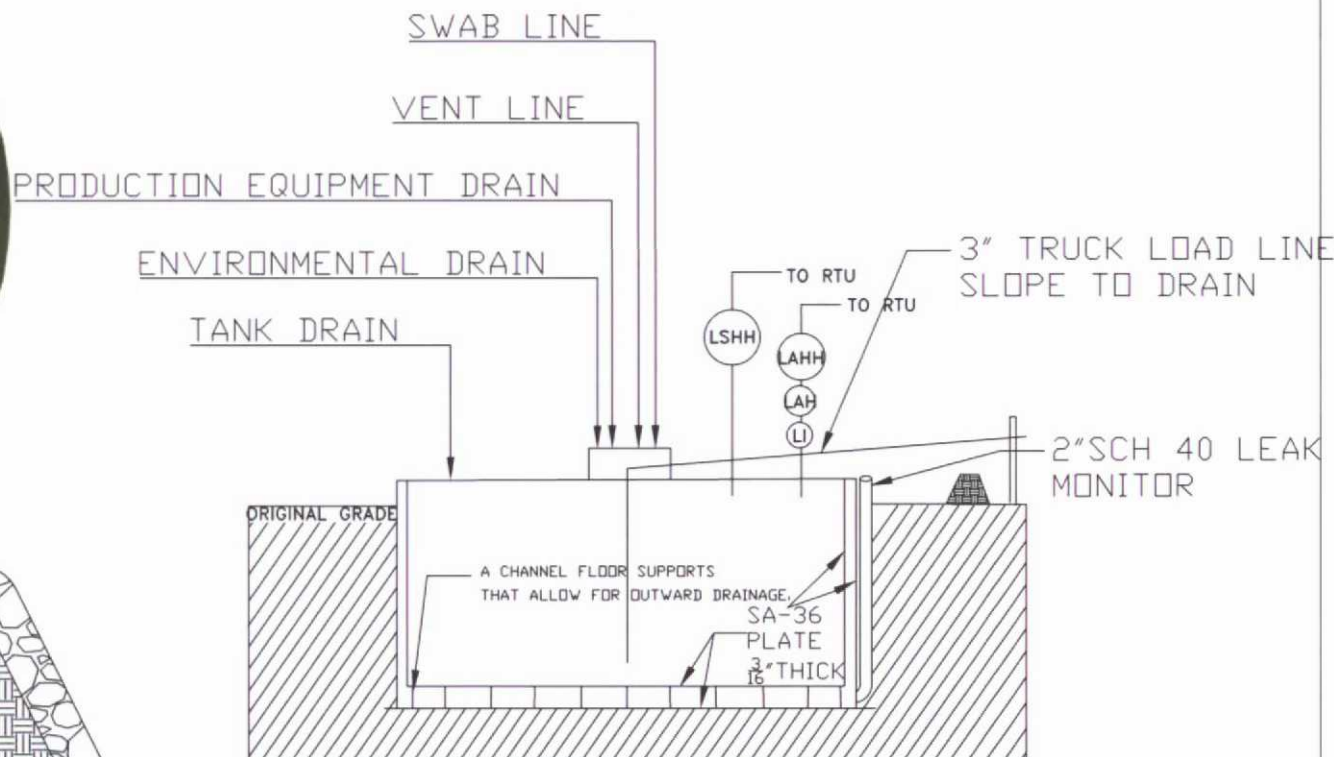 SWAB LINE
VENT LINE
PRODUCTION EQUIPMENT DRAIN
ENVIRONMENTAL DRAIN
TANK DRAIN
TO RTU
TO RTU
LSHH
LAHH
LAH
LI
3" TRUCK LOAD LINE
SLOPE TO DRAIN
2"SCH 40 LEAK
MONITOR
ORIGINAL GRADE
A CHANNEL FLOOR SUPPORTS
THAT ALLOW FOR OUTWARD DRAINAGE.
SA-36
PLATE
3/16"THICK